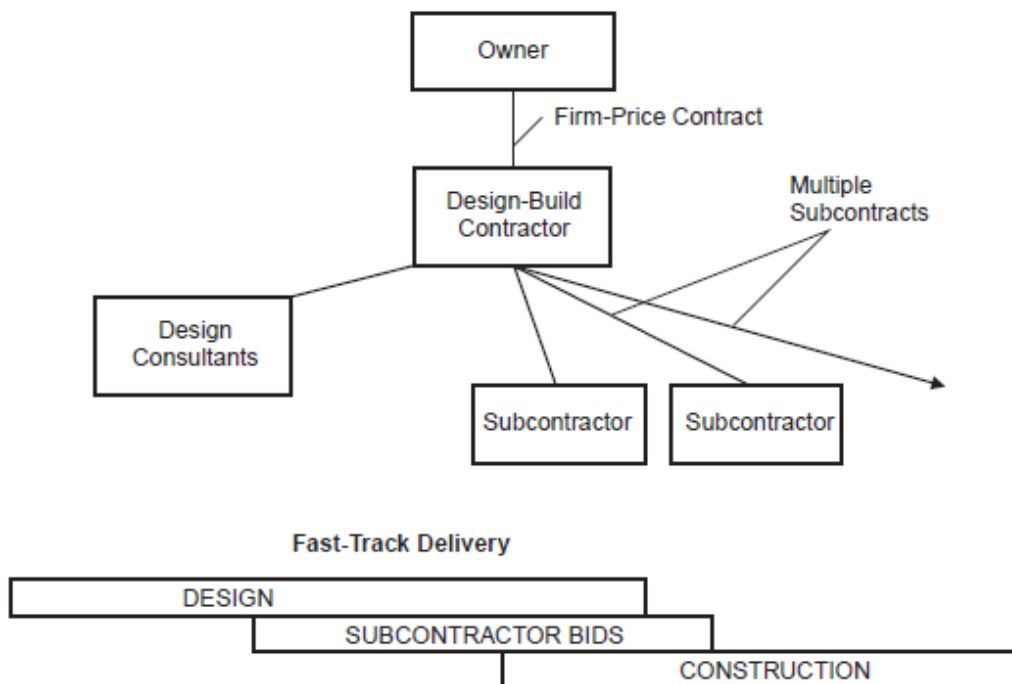 Owner
Firm-Price Contract
Design-Build
Contractor
Multiple
Subcontracts
Design
Consultants
Subcontractor
Subcontractor
Fast-Track Delivery
DESIGN
SUBCONTRACTOR BIDS
CONSTRUCTION